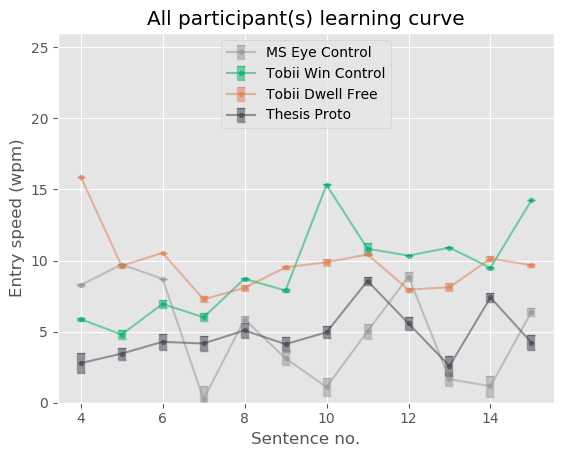 All participant(s) learning curve
MS Eye Control
Tobii Win Control
Tobii Dwell Free
Thesis Proto
Entry speed (wpm)
25
20
15
10
5
0
4 6 8 10 12 14
Sentence no.